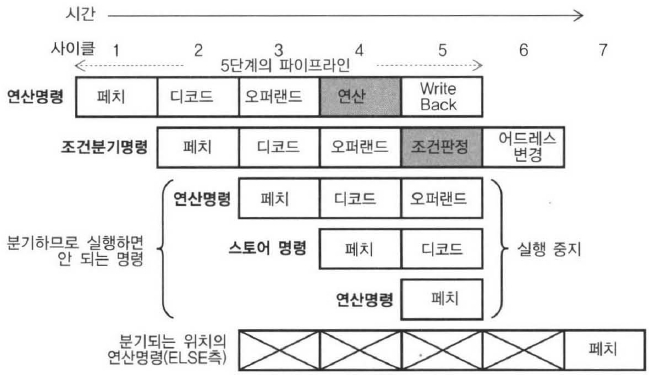 시간
사이클 1 2 3 4 5 6 7
5단계의 파이프라인
연산명령 페치 디코드 오퍼랜드 연산 Write Back
조건분기명령 페치 디코드 오퍼랜드 조건판정 어드레스 변경
연산명령 페치 디코드 오퍼랜드
분기하므로 실행하면
안 되는 명령
스토어 명령 페치 디코드
실행 중지
연산명령 페치
분기되는 위치의
연산명령(ELSE측)
페치